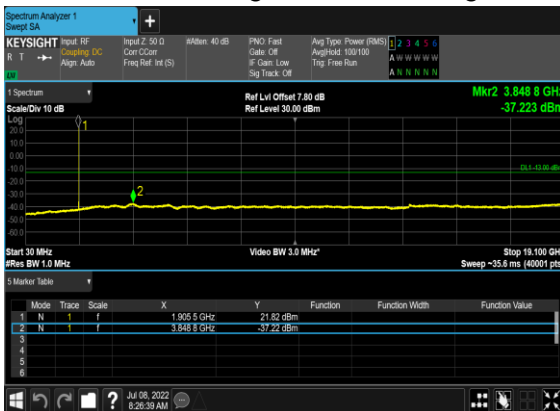 Spectrum Analyzer 1
Swept SA
KEYSIGHT Input: RF Input Z: 50 Ω #Atten: 40 dB PNO: Fast Avg Type: Power (RMS) 1 2 3 4 5 6
R T Coupling: DC Corr CCorr Gate: Off Avg|Hold: 100/100 A W W W W W
Align: Auto Freq Ref: Int (S) IF Gain: Low Trig: Free Run
Sig Track: Off A N N N N N
1 Spectrum Ref Lvl Offset 7.80 dB Mkr2 3.848 8 GHz
Scale/Div 10 dB Ref Level 30.00 dBm -37.223 dBm
Log
20.0
1
10.0
0.00
-10.0
DL1 -13.00 dBm
-20.0
-30.0
2
-40.0
-50.0
-60.0
Start 30 MHz Video BW 3.0 MHz* Stop 19.100 GHz
#Res BW 1.0 MHz Sweep ~35.6 ms (40001 pts
5 Marker Table
Mode Trace Scale X Y Function Function Width Function Value
1 N 1 f 1.905 5 GHz 21.82 dBm
2 N 1 f 3.848 8 GHz -37.22 dBm
3
4
5
6
? Jul 08, 2022
8:26:39 AM